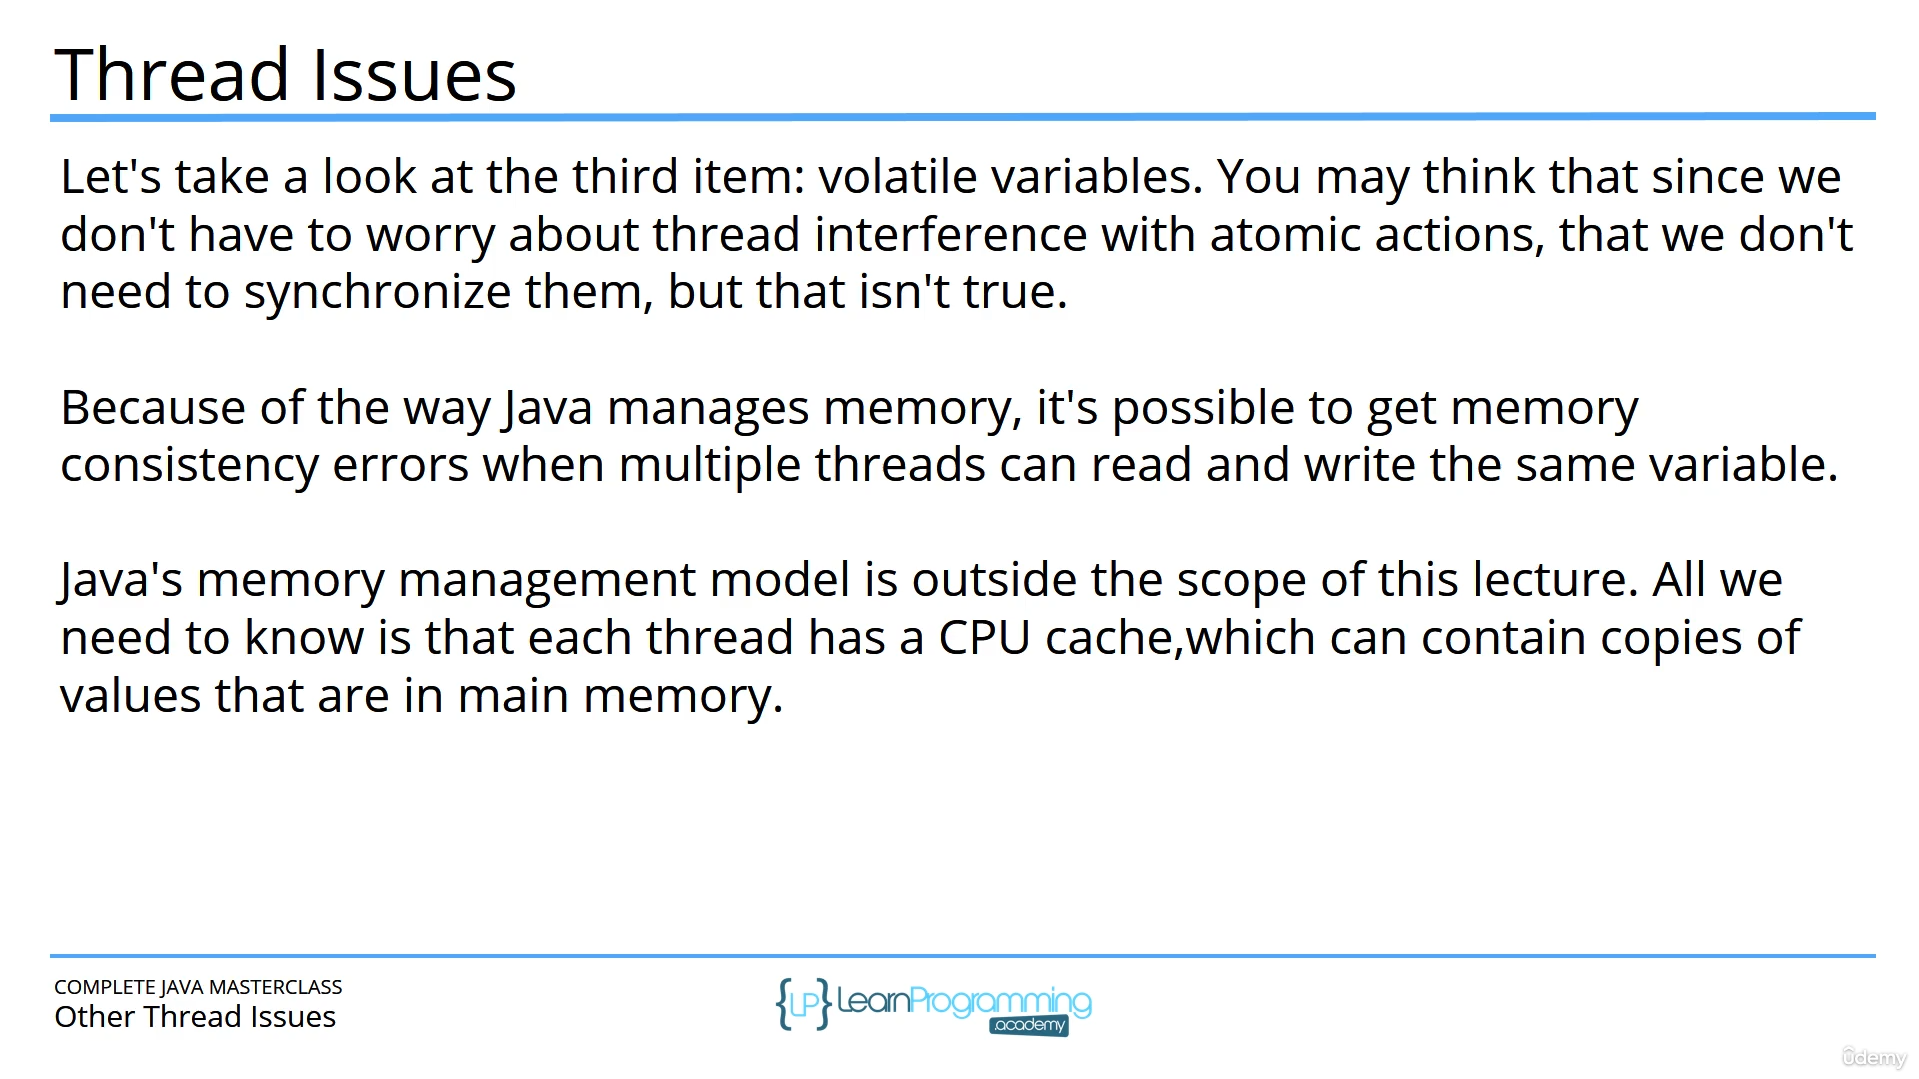 Thread Issues
Let's take a look at the third item: volatile variables. You may think that since we
don't have to worry about thread interference with atomic actions, that we don't
need to synchronize them, but that isn't true.
Because of the way Java manages memory, it's possible to get memory
consistency errors when multiple threads can read and write the same variable.
Java's memory management model is outside the scope of this lecture. All we
need to know is that each thread has a CPU cache,which can contain copies of
values that are in main memory.
COMPLETE JAVA MASTERCLASS
Other Thread Issues
{LP} LearnProgramming
.academy
ûdemy